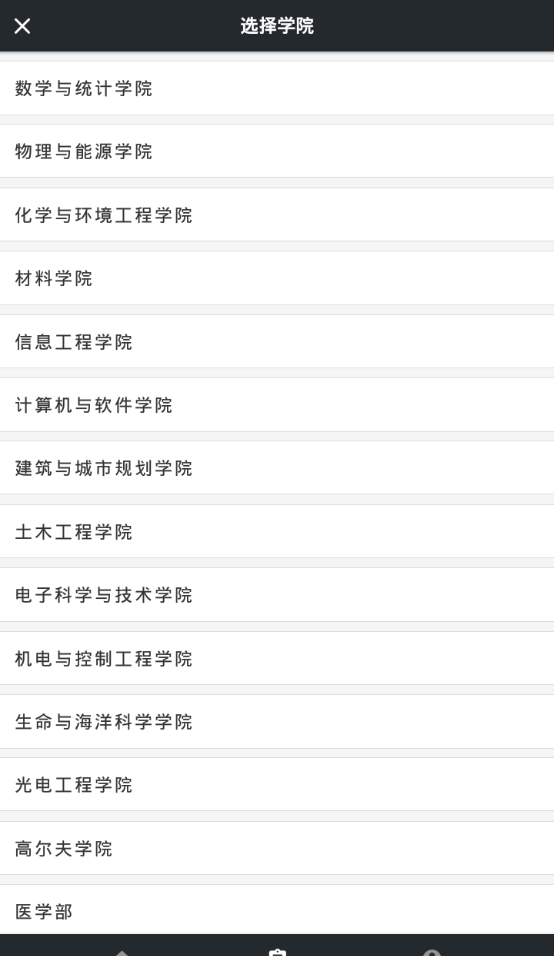 选择学院
数学与统计学院
物理与能源学院
化学与环境工程学院
材料学院
信息工程学院
计算机与软件学院
建筑与城市规划学院
土木工程学院
电子科学与技术学院
机电与控制工程学院
生命与海洋科学学院
光电工程学院
高尔夫学院
医学部